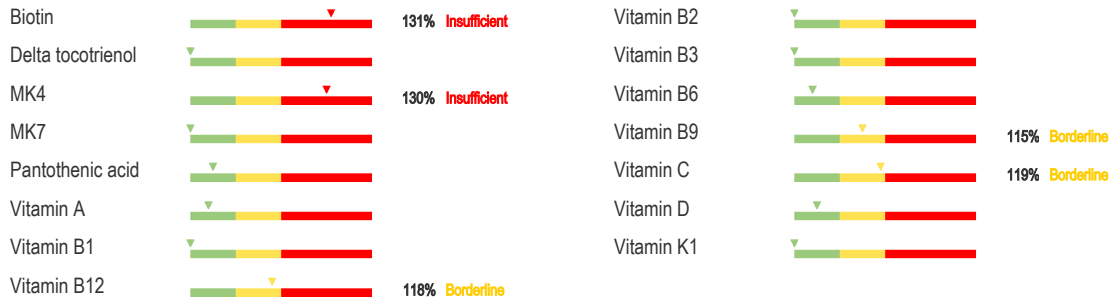 Biotin 131% Insufficient
Delta tocotrienol
MK4 130% Insufficient
MK7
Pantothenic acid
Vitamin A
Vitamin B1
Vitamin B12 118% Borderline
Vitamin B2
Vitamin B3
Vitamin B6
Vitamin B9 115% Borderline
Vitamin C 119% Borderline
Vitamin D
Vitamin K1